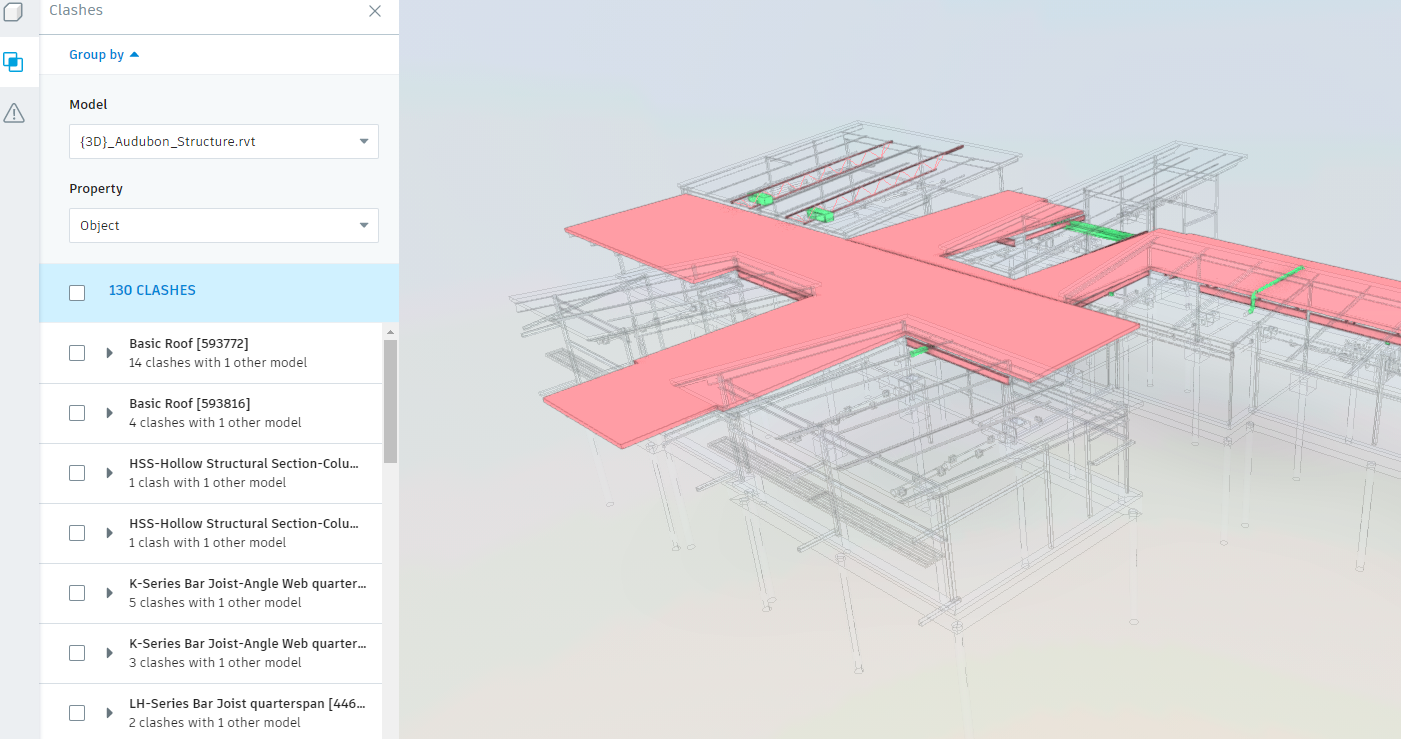 Clashes
Group by
Model
{3D}_Audubon_Structure.rvt
Property
Object
130 CLASHES
Basic Roof [593772]
14 clashes with 1 other model
Basic Roof [593816]
4 clashes with 1 other model
HSS-Hollow Structural Section-Colu...
1 clash with 1 other model
HSS-Hollow Structural Section-Colu...
1 clash with 1 other model
K-Series Bar Joist-Angle Web quarter...
5 clashes with 1 other model
K-Series Bar Joist-Angle Web quarter...
3 clashes with 1 other model
LH-Series Bar Joist quarterspan [446...
2 clashes with 1 other model